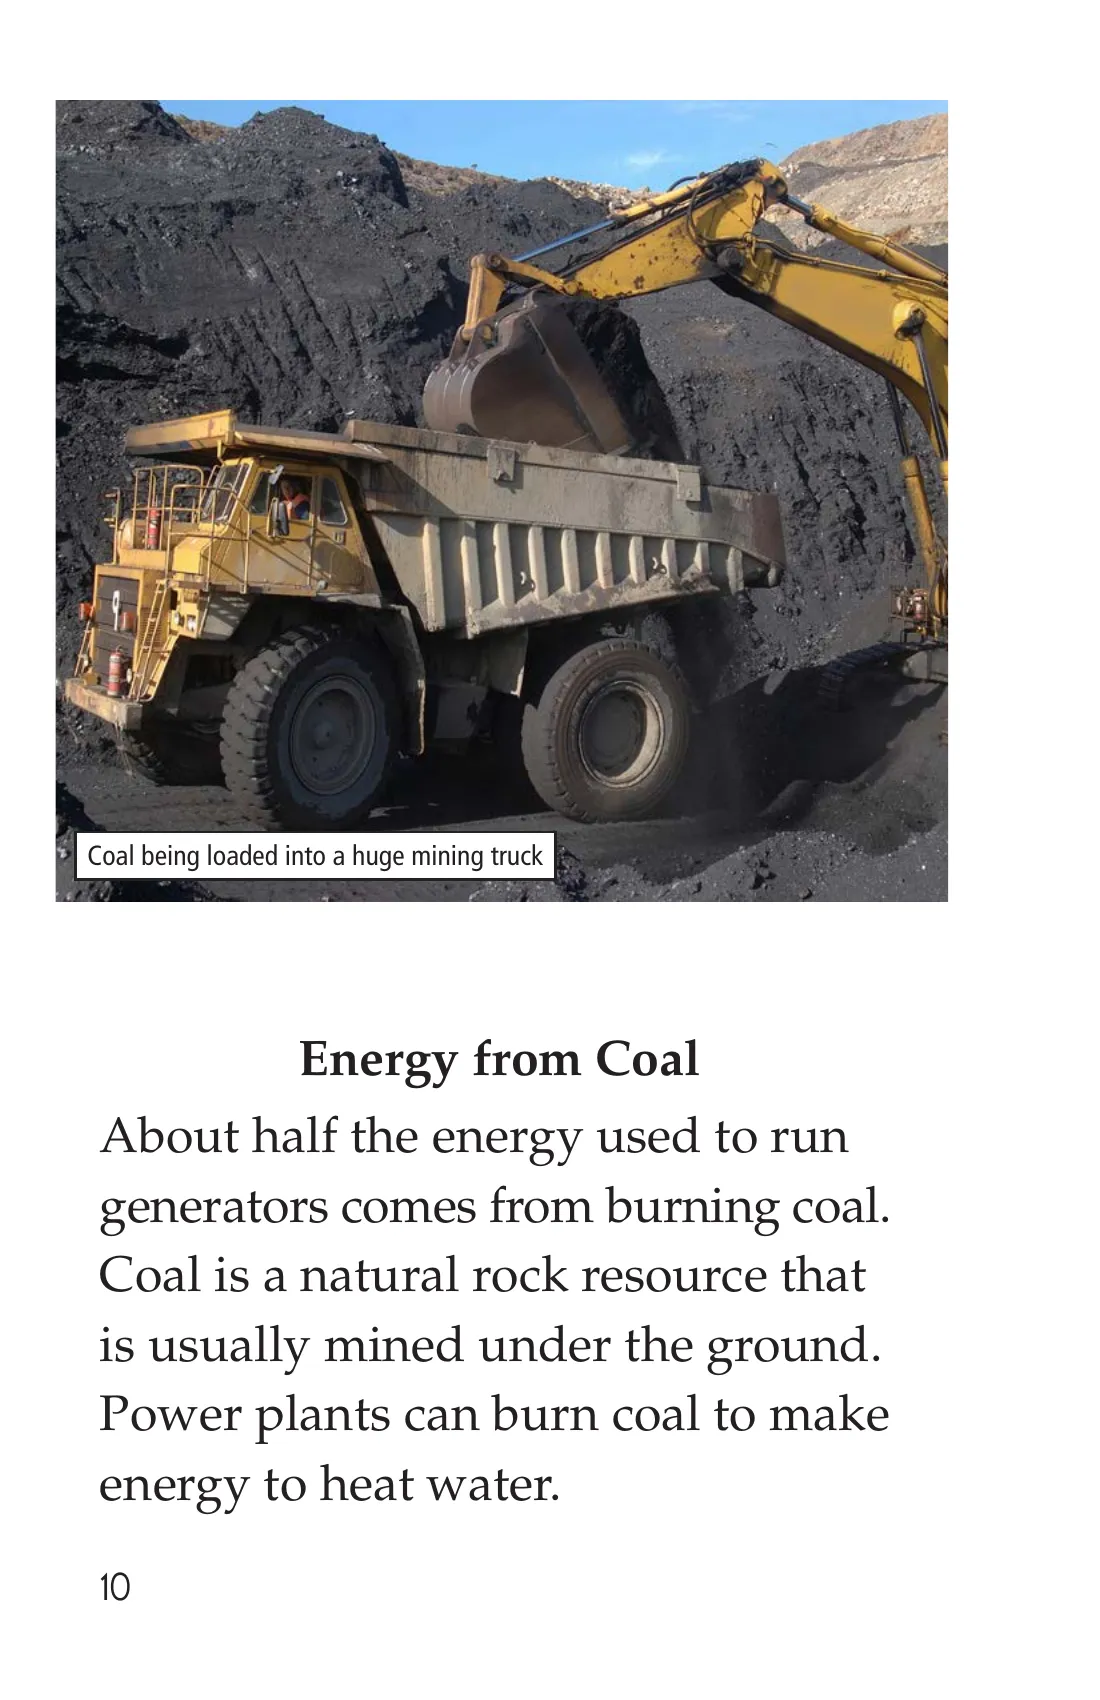 Coal being loaded into a huge mining truck
Energy from Coal
About half the energy used to run
generators comes from burning coal.
Coal is a natural rock resource that
is usually mined under the ground.
Power plants can burn coal to make
energy to heat water.
10